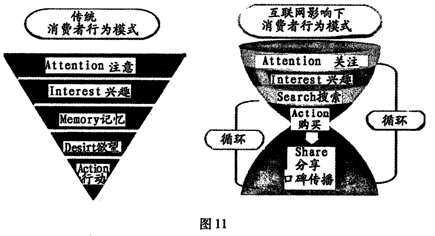 传统
消费者行为模式
Attention 注意
Interest 兴趣
Memory记忆
Desirt欲望
Action
行动
互联网影响下
消费者行为模式
Attention 关注
Interest 兴趣
Search搜索
Action
购买
循环
循环
Share
分享
口碑传播
图11